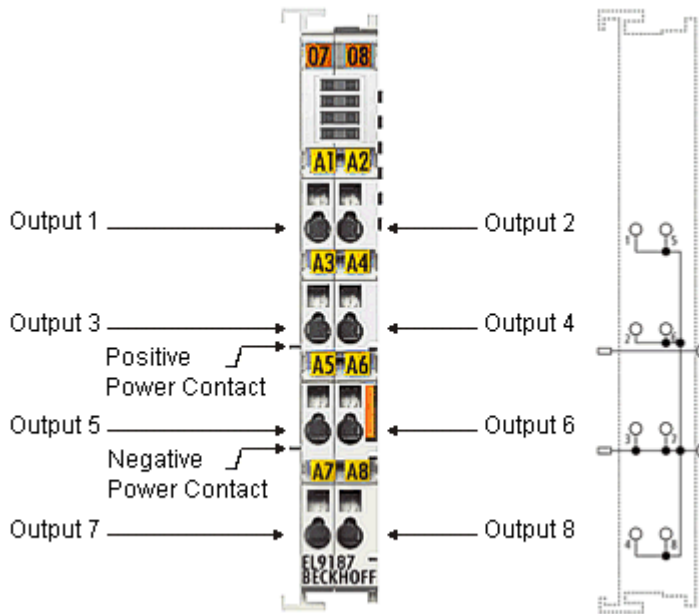 07 08
A1 A2
Output 1
Output 2
A3 A4
Output 3
Output 4
Positive
Power Contact
A5 A6
Output 5
Output 6
Negative
Power Contact
A7 A8
Output 7
Output 8
EL9187
BECKHOFF
1 5
2 6
3 7
4 8